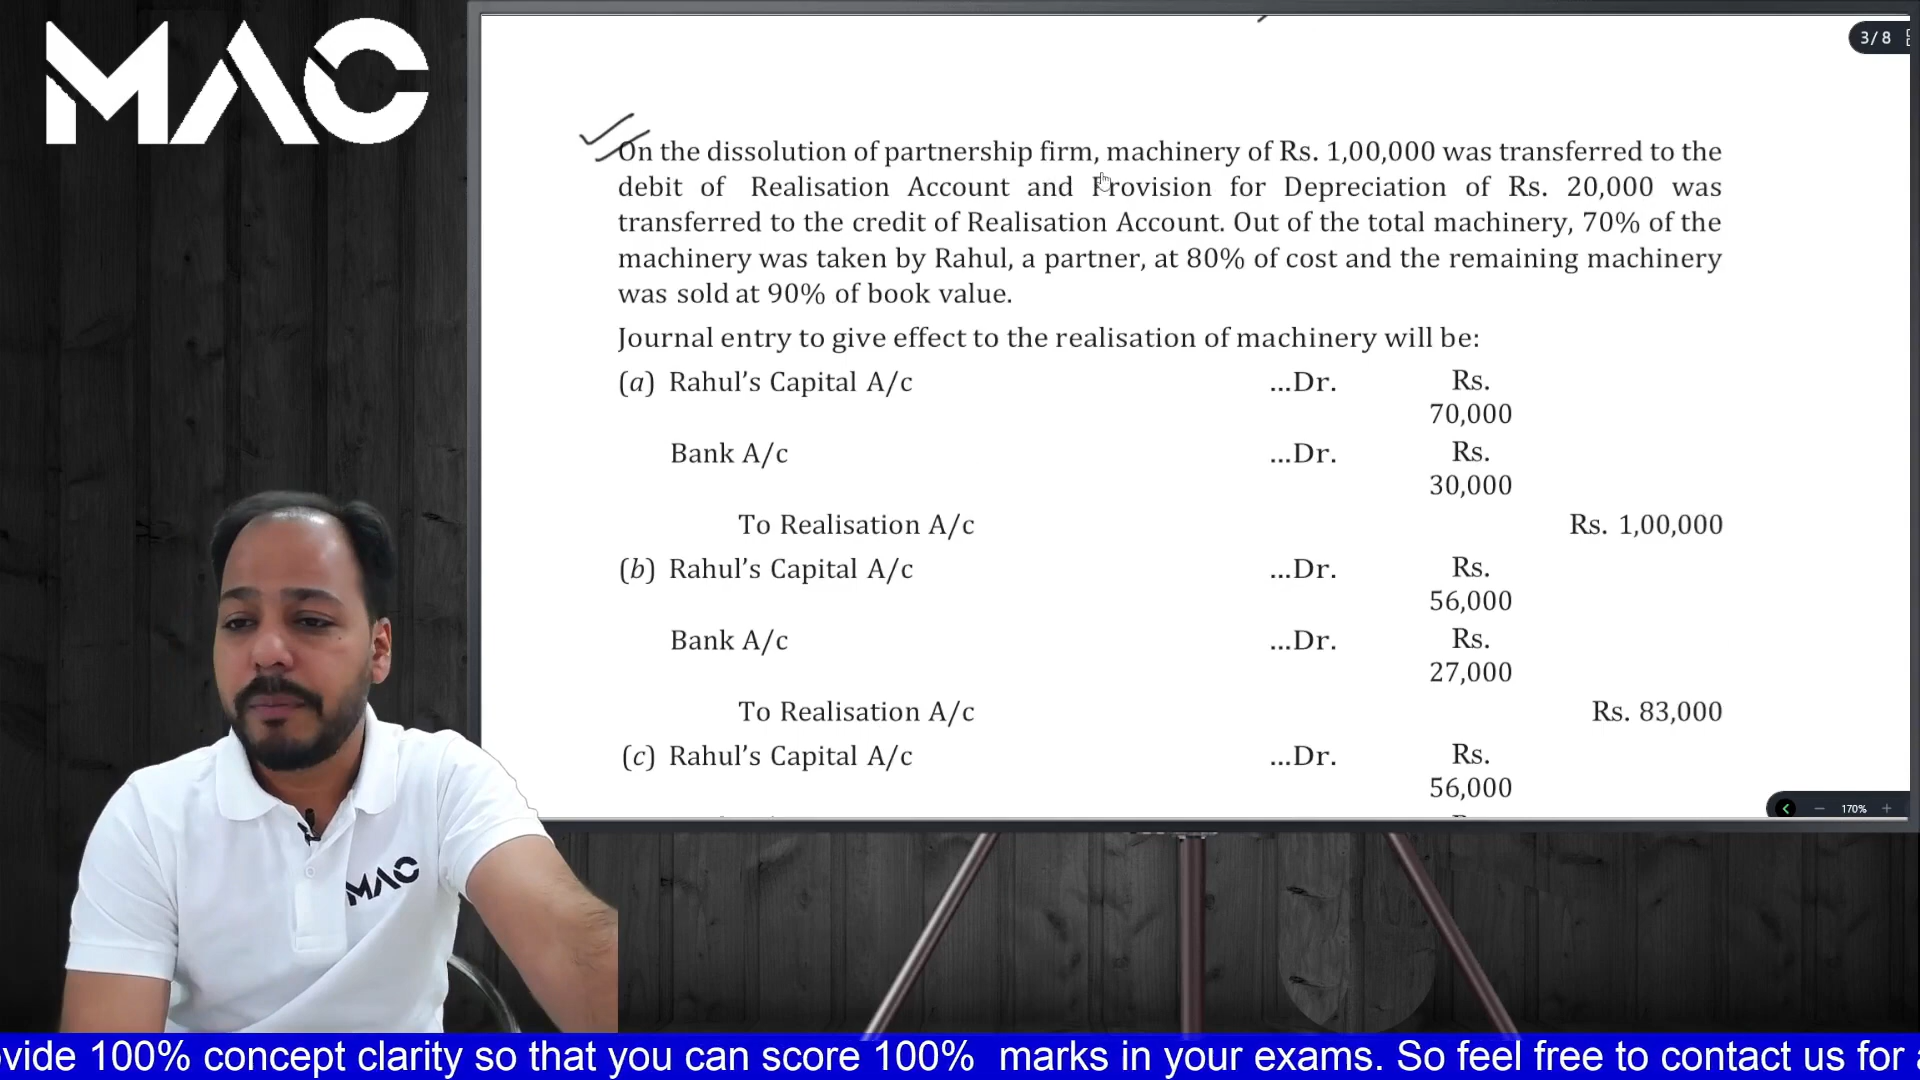 MAC
3/8
On the dissolution of partnership firm, machinery of Rs. 1,00,000 was transferred to the
debit of Realisation Account and Provision for Depreciation of Rs. 20,000 was
transferred to the credit of Realisation Account. Out of the total machinery, 70% of the
machinery was taken by Rahul, a partner, at 80% of cost and the remaining machinery
was sold at 90% of book value.
Journal entry to give effect to the realisation of machinery will be:
(a) Rahul's Capital A/c ...Dr. Rs.
70,000
Bank A/c ...Dr. Rs.
30,000
To Realisation A/c Rs. 1,00,000
(b) Rahul's Capital A/c ...Dr. Rs.
56,000
Bank A/c ...Dr. Rs.
27,000
To Realisation A/c Rs. 83,000
(c) Rahul's Capital A/c ...Dr. Rs.
56,000
170%
MAC
vide 100% concept clarity so that you can score 100% marks in your exams. So feel free to contact us for